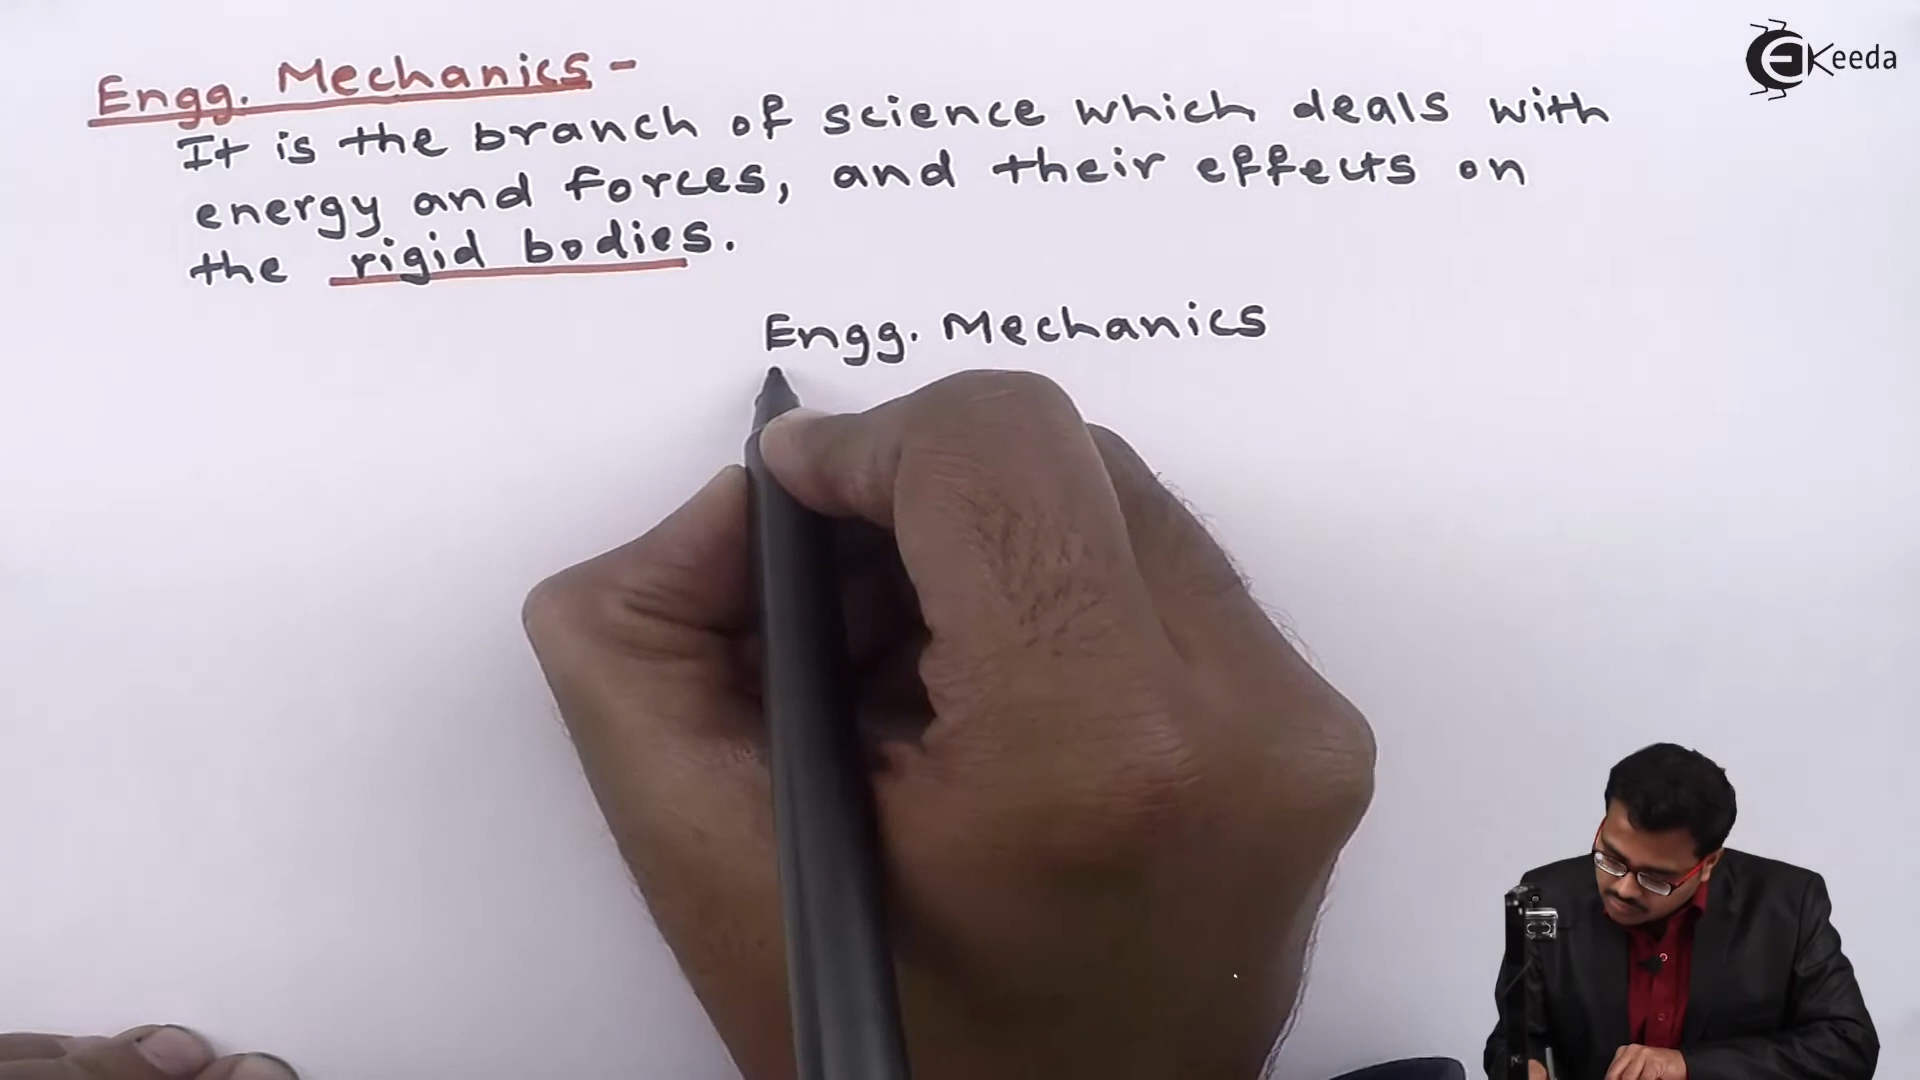 Engg. Mechanics -
It is the branch of science which deals with
energy and forces, and their effects on
the rigid bodies.
Engg. Mechanics
EKeeda